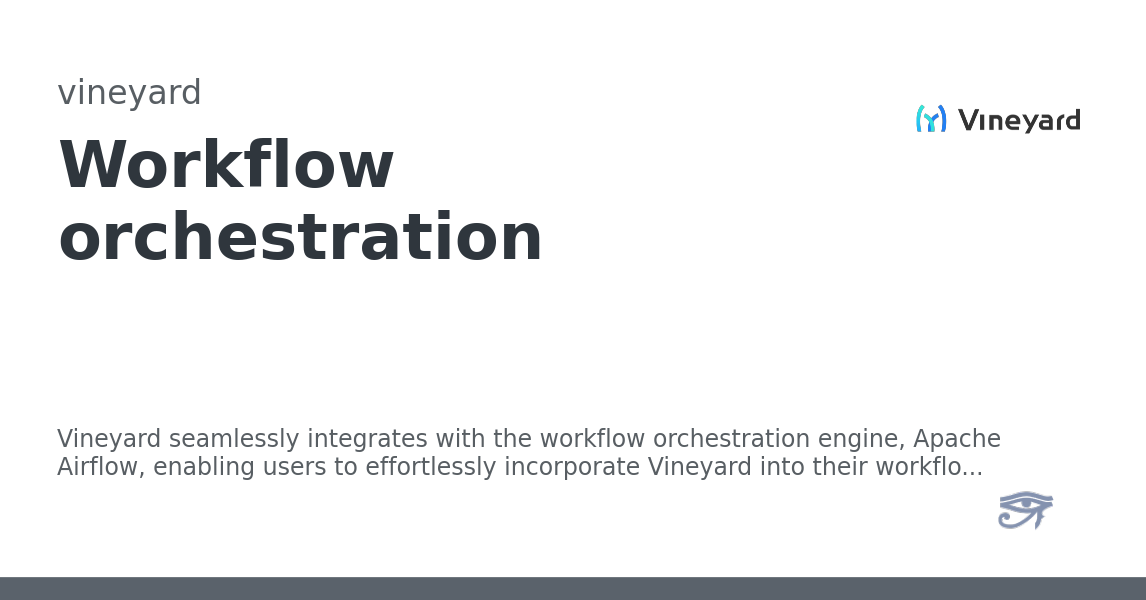 vineyard
Vineyard
Workflow
orchestration
Vineyard seamlessly integrates with the workflow orchestration engine, Apache
Airflow, enabling users to effortlessly incorporate Vineyard into their workflo...